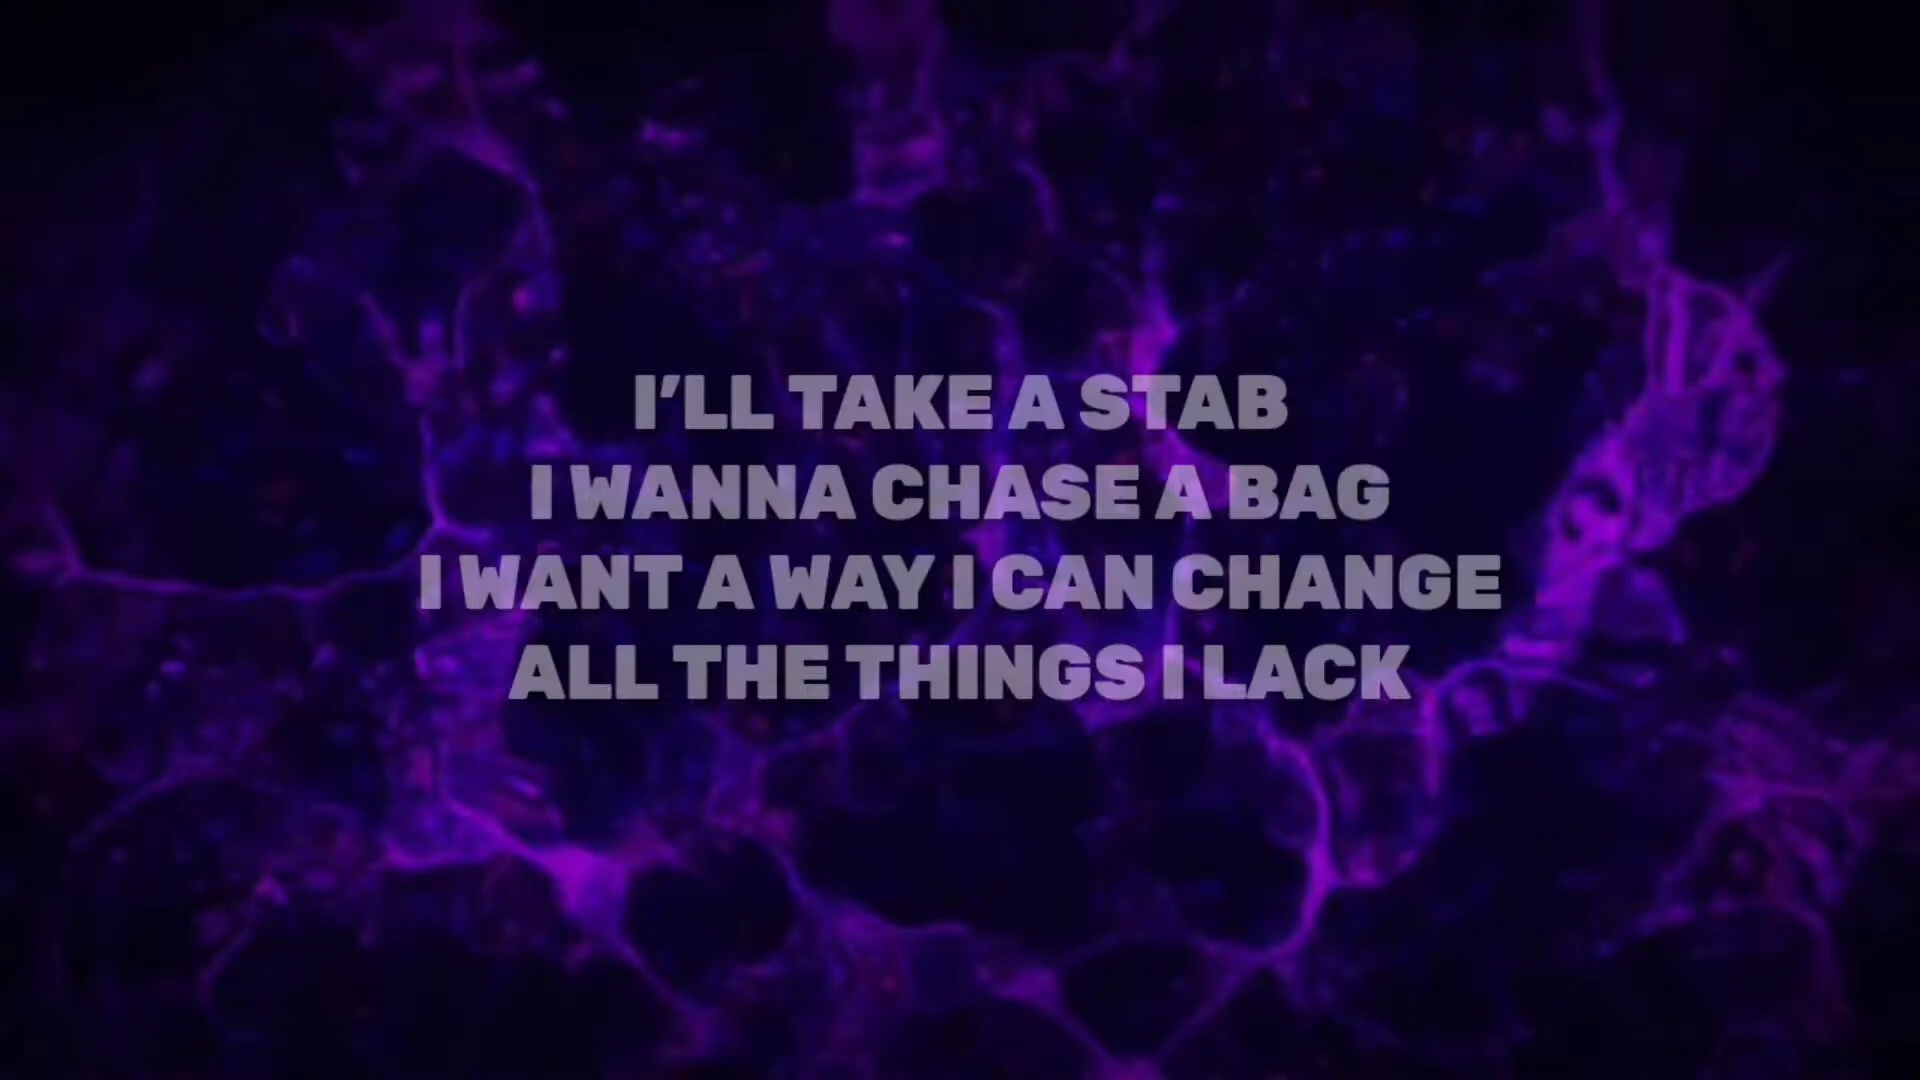 I’LL TAKE A STAB
I WANNA CHASE A BAG
I WANT A WAY I CAN CHANGE
ALL THE THINGS I LACK